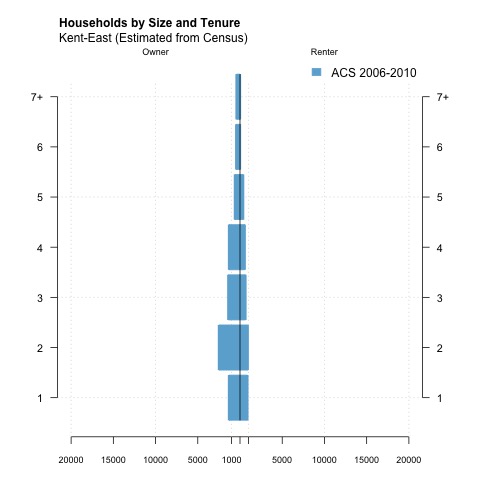 Households by Size and Tenure
Kent-East (Estimated from Census)
Owner Renter
ACS 2006-2010
7+ 7+
6 6
5 5
4 4
3 3
2 2
1 1
20000 15000 10000 5000 1000 5000 10000 15000 20000